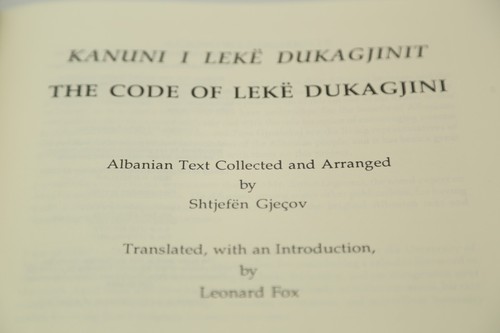 KANUNI I LEKË DUKAGJINIT
THE CODE OF LEKË DUKAGJINI
Albanian Text Collected and Arranged
by
Shtjefën Gjeçov
Translated, with an Introduction,
by
Leonard Fox